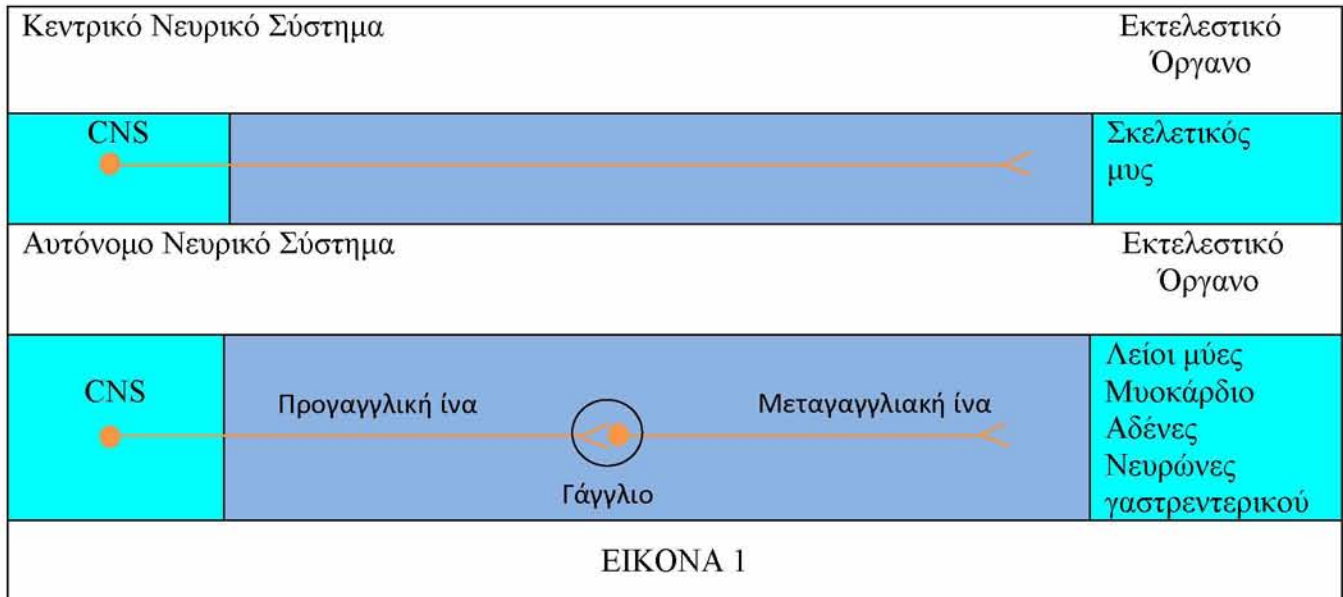 Κεντρικό Νευρικό Σύστημα
Εκτελεστικό
Όργανο
CNS
Σκελετικός
μυς
Αυτόνομο Νευρικό Σύστημα
Εκτελεστικό
Όργανο
CNS
Προγαγγλική ίνα
Γάγγλιο
Μεταγαγγλιακή ίνα
Λείοι μύες
Μυοκάρδιο
Αδένες
Νευρώνες
γαστρεντερικού
ΕΙΚΟΝΑ 1